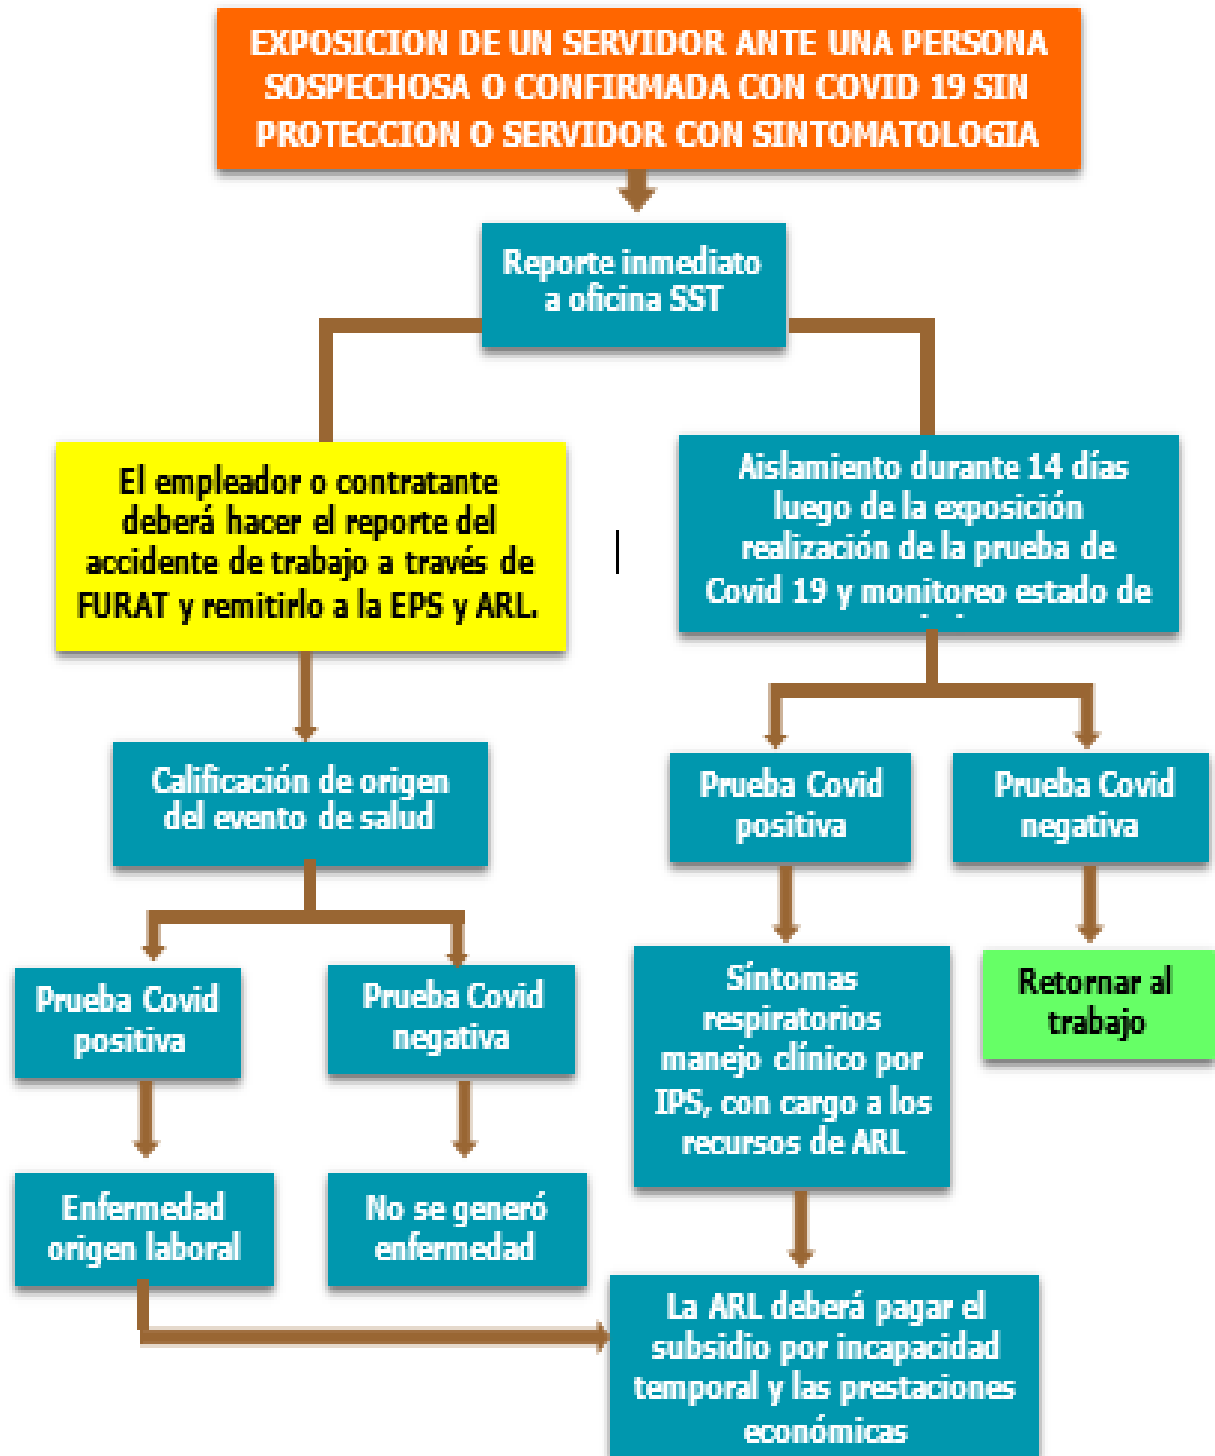 EXPOSICION DE UN SERVIDOR ANTE UNA PERSONA
SOSPECHOSA O CONFIRMADA CON COVID 19 SIN
PROTECCION O SERVIDOR CON SINTOMATOLOGIA
Reporte inmediato
a oficina SST
El empleador o contratante
deberá hacer el reporte del
accidente de trabajo a través de
FURAT y remitirlo a la EPS y ARL.
Aislamiento durante 14 días
luego de la exposición
realización de la prueba de
Covid 19 y monitoreo estado de
Calificación de origen
del evento de salud
Prueba Covid
positiva
Prueba Covid
negativa
Prueba Covid
positiva
Prueba Covid
negativa
Síntomas
respiratorios
manejo clínico por
IPS, con cargo a los
recursos de ARL
Retornar al
trabajo
Enfermedad
origen laboral
No se generó
enfermedad
La ARL deberá pagar el
subsidio por incapacidad
temporal y las prestaciones
económicas